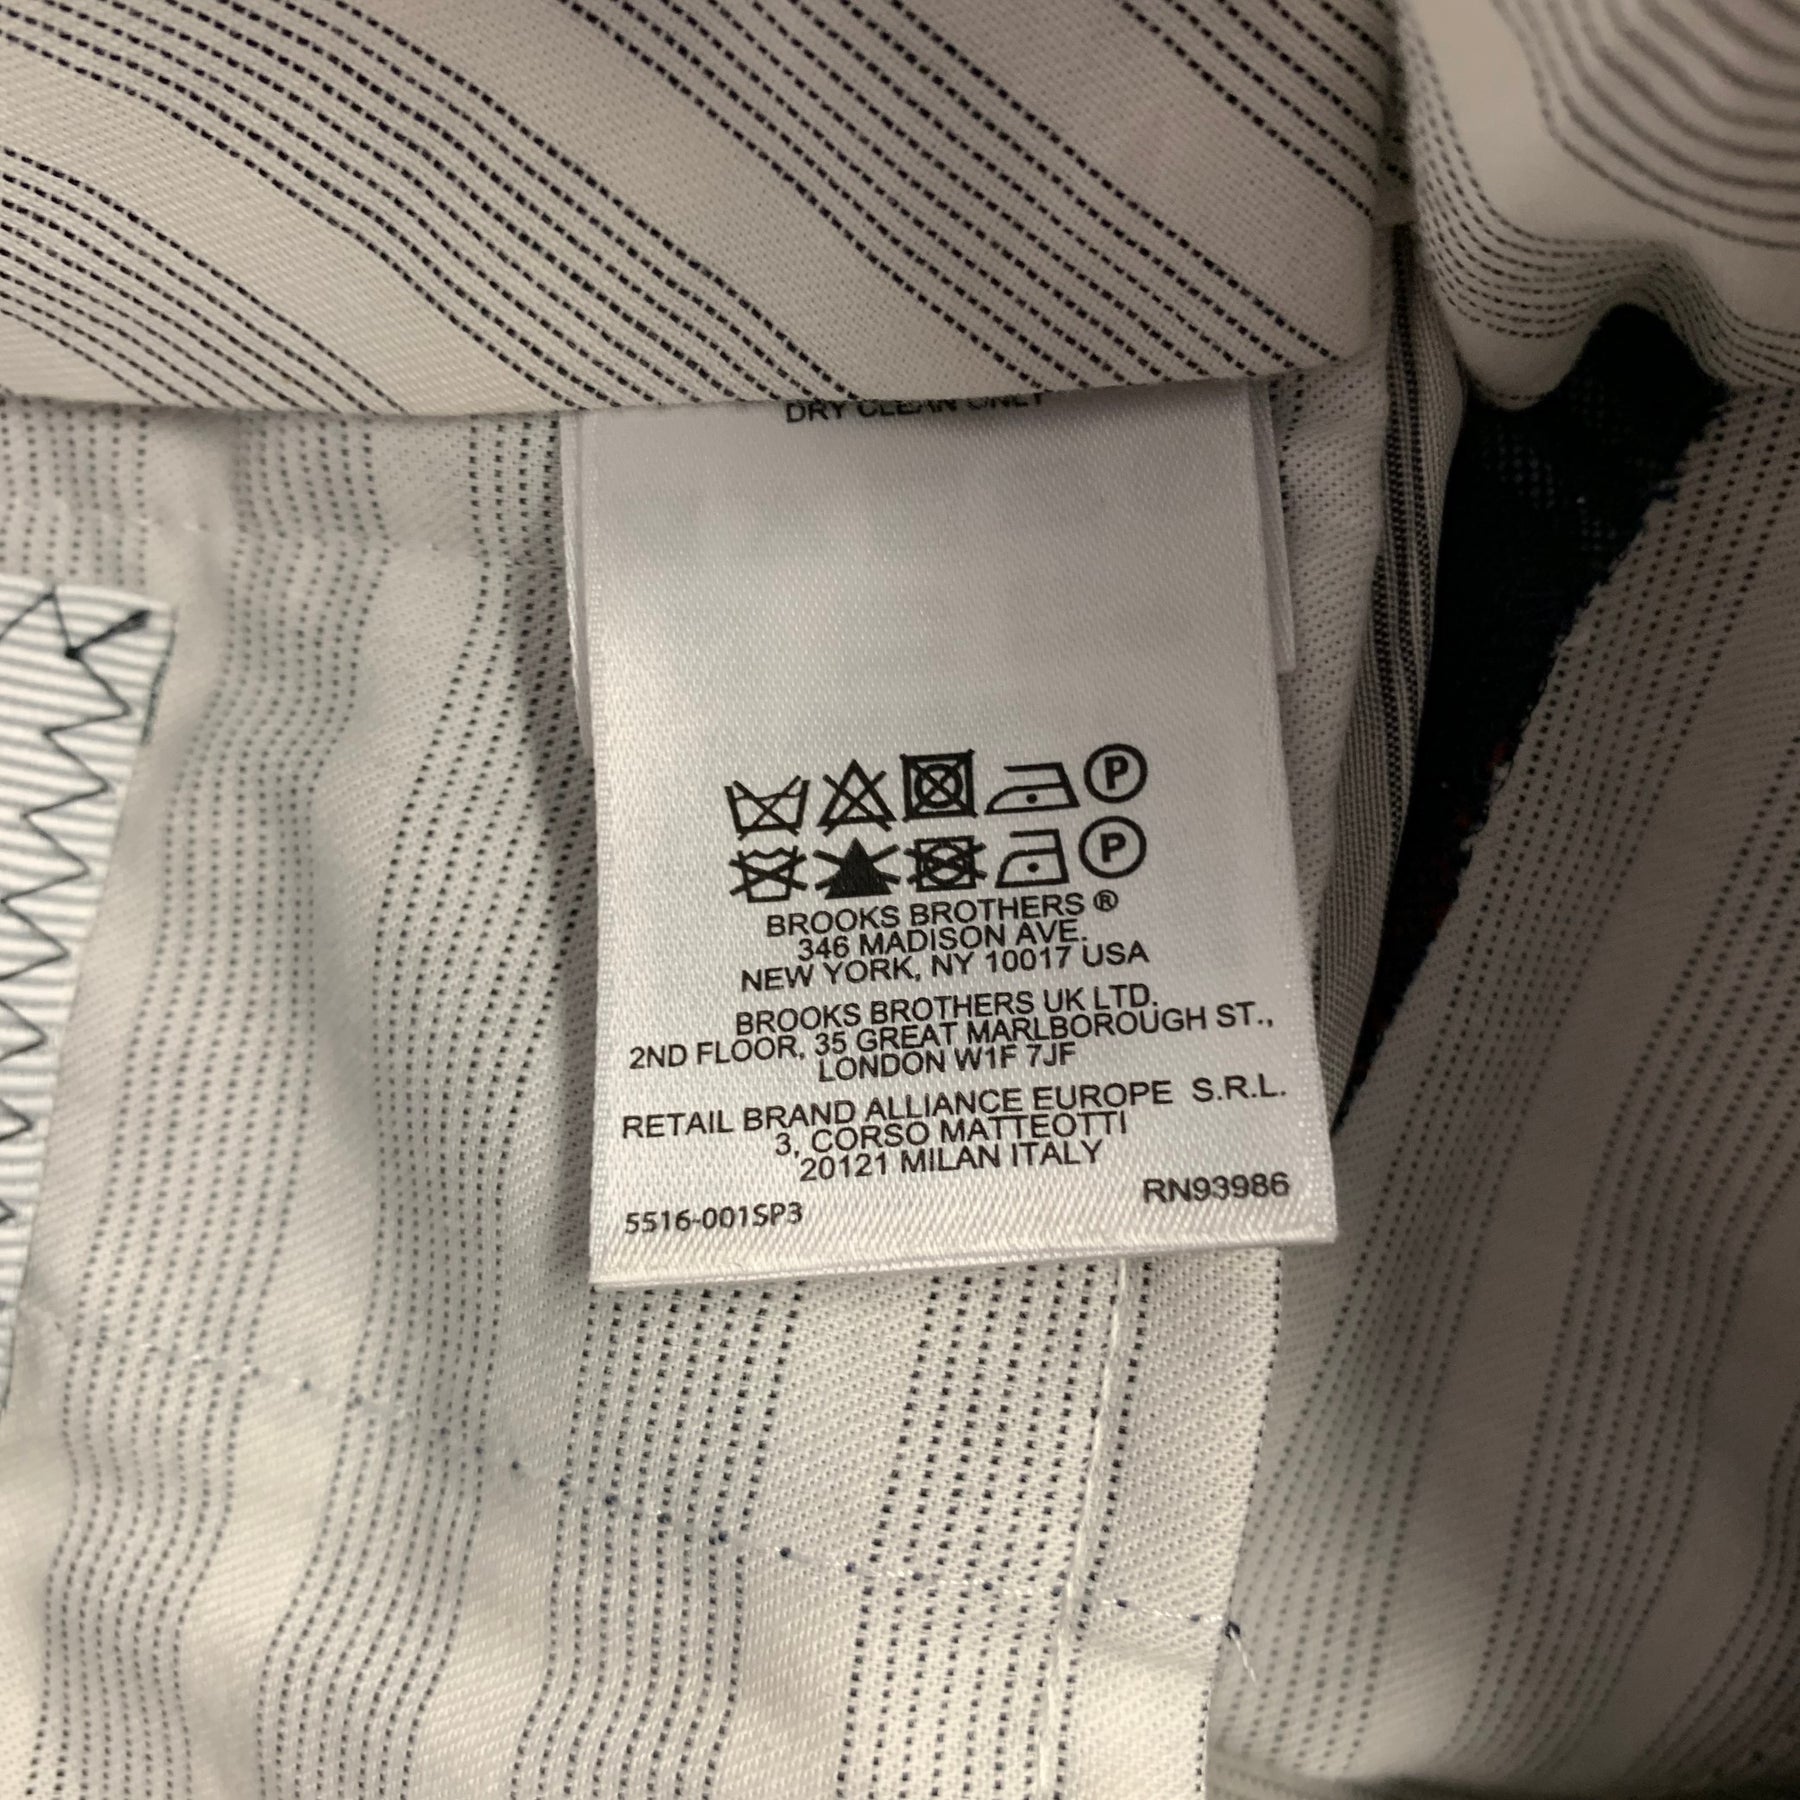 DRY CLEAN ONLY
P
P
BROOKS BROTHERS ®
346 MADISON AVE.
NEW YORK, NY 10017 USA
BROOKS BROTHERS UK LTD.
2ND FLOOR, 35 GREAT MARLBOROUGH ST.,
LONDON W1F 7JF
RETAIL BRAND ALLIANCE EUROPE S.R.L.
3, CORSO MATTEOTTI
20121 MILAN ITALY
RN93986
5516-001SP3